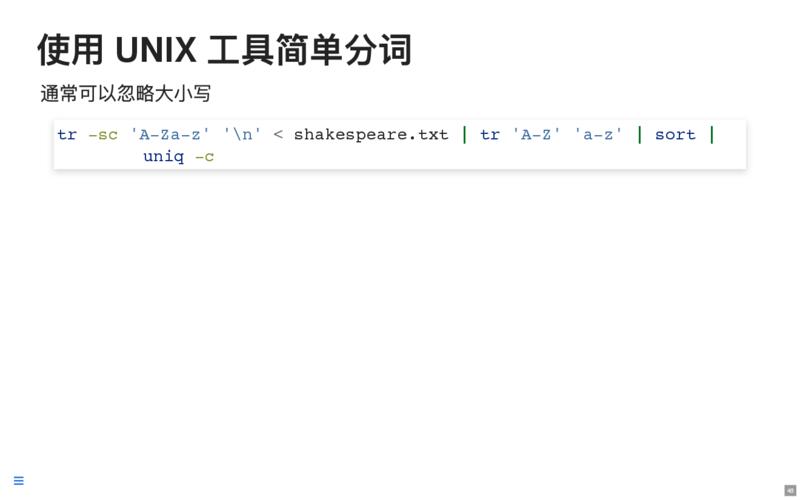 使用 UNIX 工具简单分词
通常可以忽略大小写
tr -sc 'A-Za-z' '\n' < shakespeare.txt | tr 'A-Z' 'a-z' | sort |
uniq -c